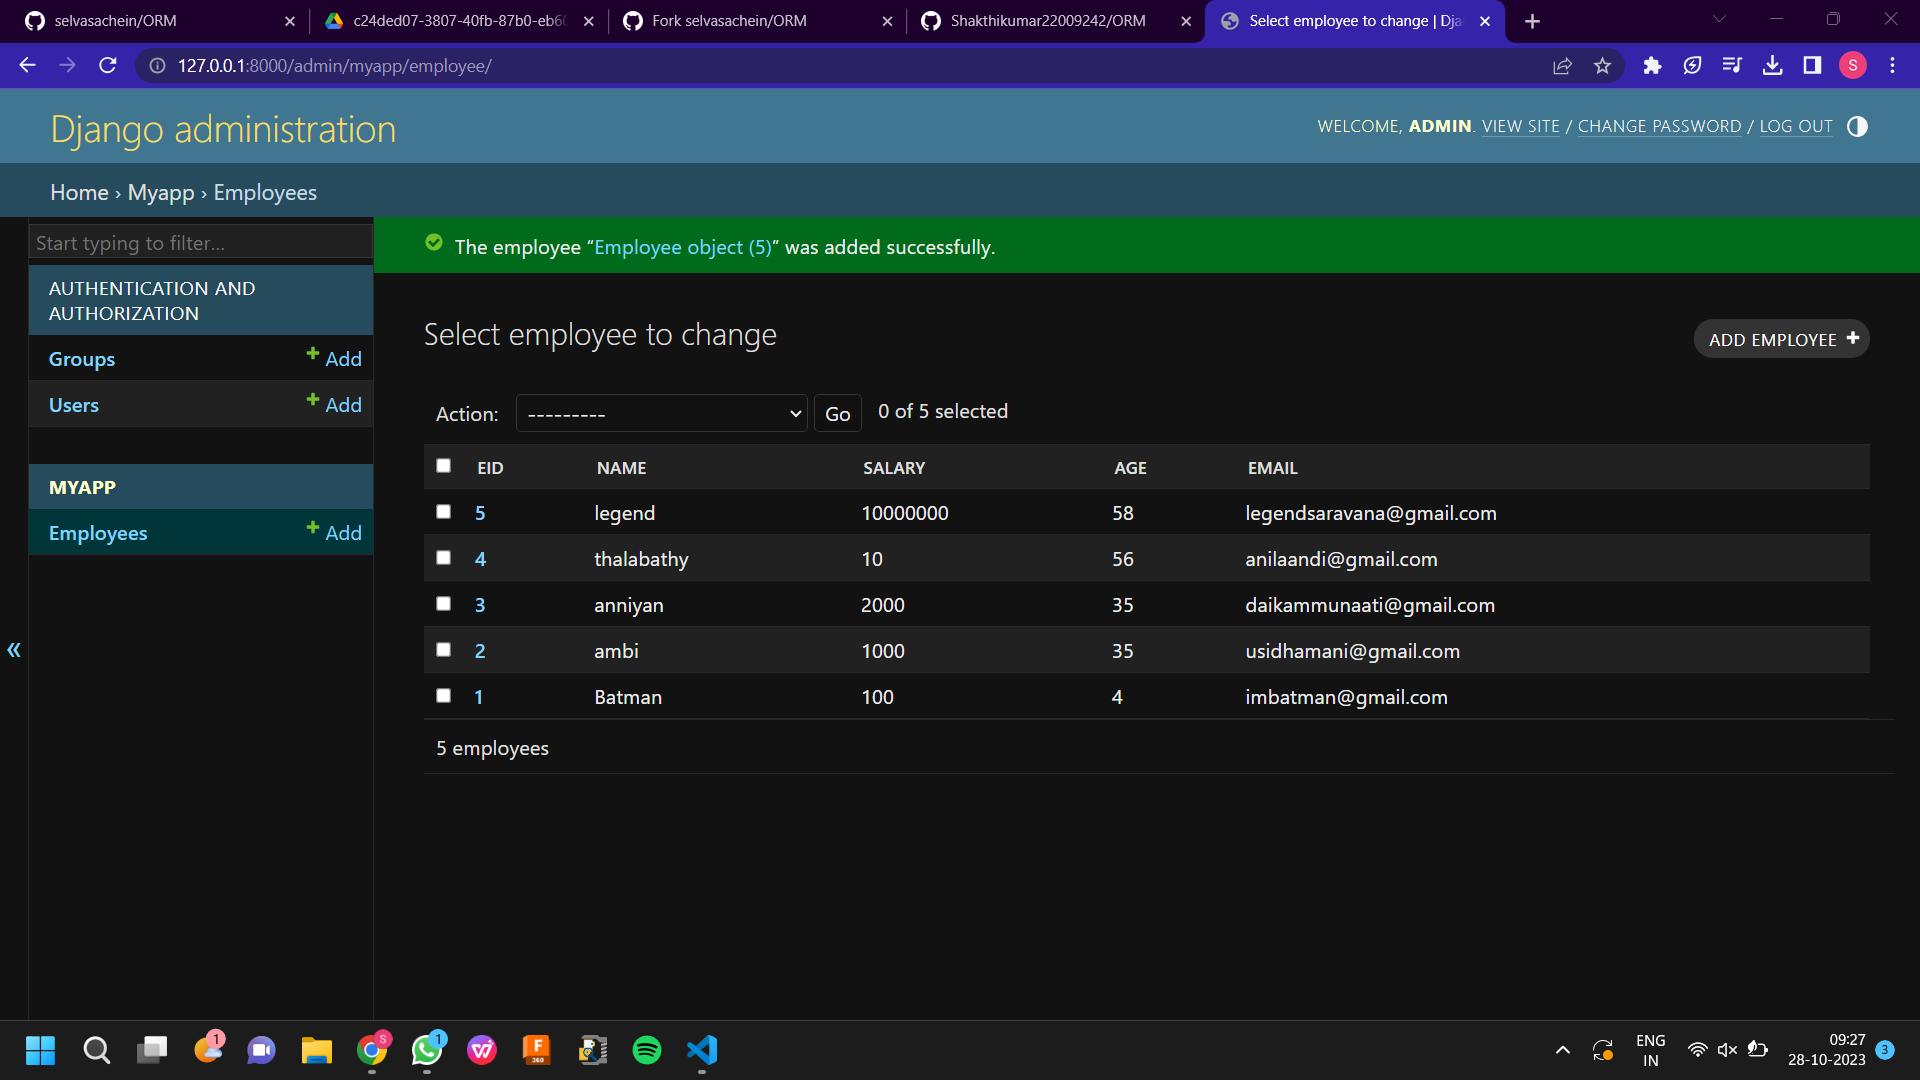 selvasachein/ORM
c24ded07-3807-40fb-87b0-eb60
Fork selvasachein/ORM
Shakthikumar22009242/ORM
Select employee to change | Dja
127.0.0.1:8000/admin/myapp/employee/
S
Django administration
WELCOME, ADMIN. VIEW SITE / CHANGE PASSWORD / LOG OUT
Home › Myapp › Employees
Start typing to filter...
The employee “Employee object (5)” was added successfully.
AUTHENTICATION AND
AUTHORIZATION
Groups Add
Users Add
MYAPP
Employees Add
«
Select employee to change
ADD EMPLOYEE
Action: --------- Go 0 of 5 selected
EID NAME SALARY AGE EMAIL
5 legend 10000000 58 legendsaravana@gmail.com
4 thalabathy 10 56 anilaandi@gmail.com
3 anniyan 2000 35 daikammunaati@gmail.com
2 ambi 1000 35 usidhamani@gmail.com
1 Batman 100 4 imbatman@gmail.com
5 employees
1
S
1
F
360
ENG
IN
09:27
28-10-2023
3